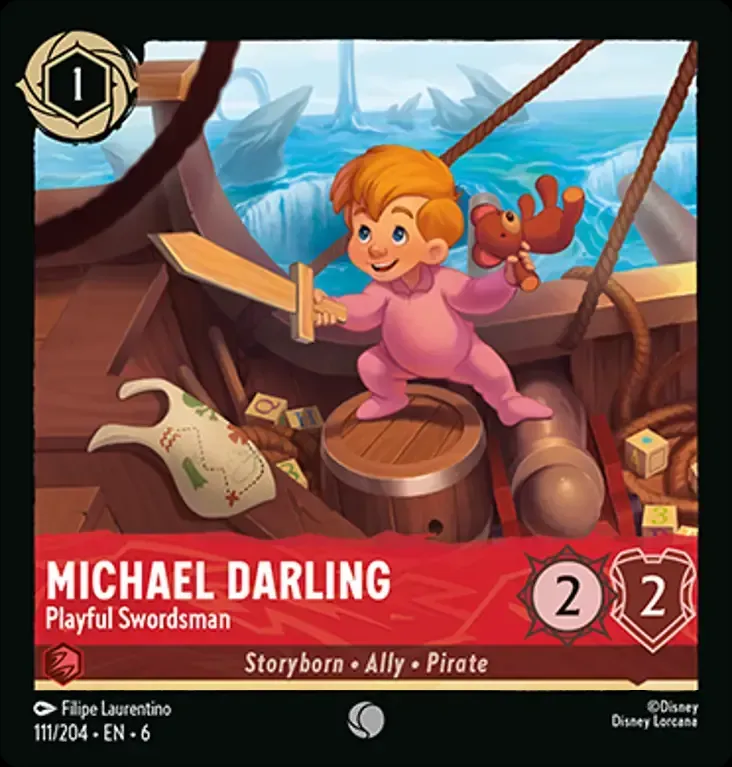 1
3
MICHAEL DARLING
Playful Swordsman
2
2
Storyborn • Ally • Pirate
Filipe Laurentino
111/204 • EN • 6
©Disney
Disney Lorcana